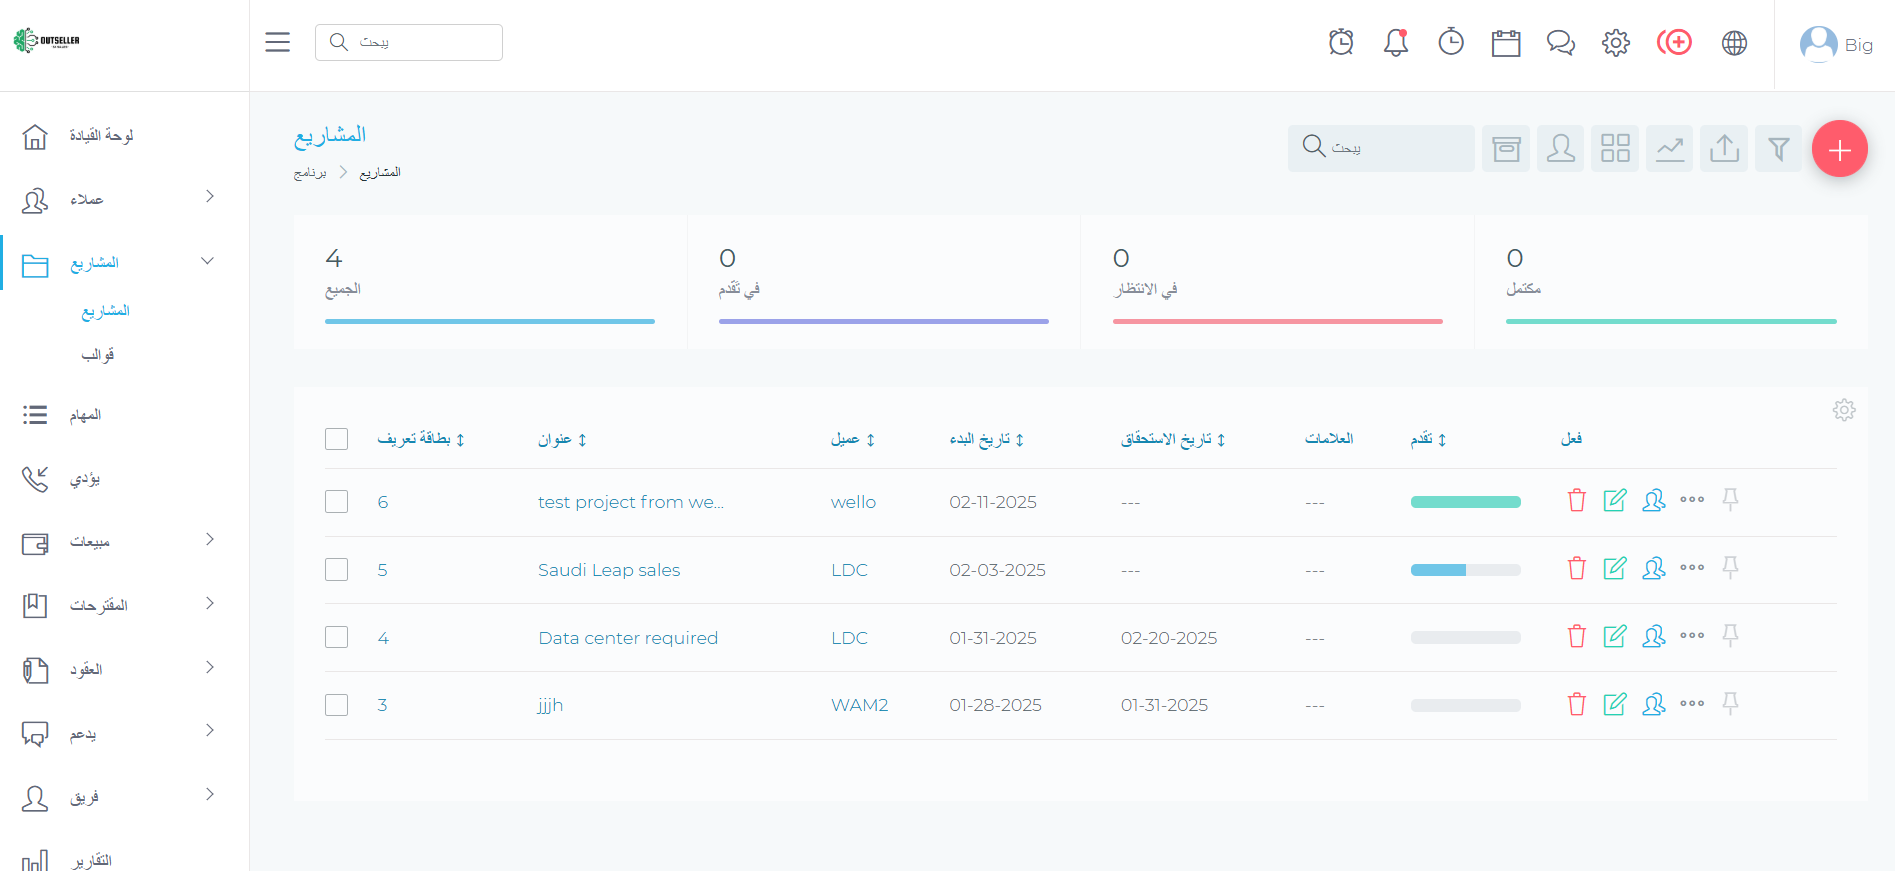 OUTSELLER
يبحث
Big
لوحة القيادة
عملاء
المشاريع
المشاريع
قوالب
المهام
يؤدي
مبيعات
المقترحات
العقود
يدعم
فريق
التقارير
المشاريع
برنامج > المشاريع
يبحث
4
الجميع
0
في تَقَدم
0
في الانتظار
0
مكتمل
بطاقة تعريف عنوان عميل تاريخ البدء تاريخ الاستحقاق العلامات تقدم فعل
6 test project from we... wello 02-11-2025 --- ---
5 Saudi Leap sales LDC 02-03-2025 --- ---
4 Data center required LDC 01-31-2025 02-20-2025 ---
3 jjjh WAM2 01-28-2025 01-31-2025 ---